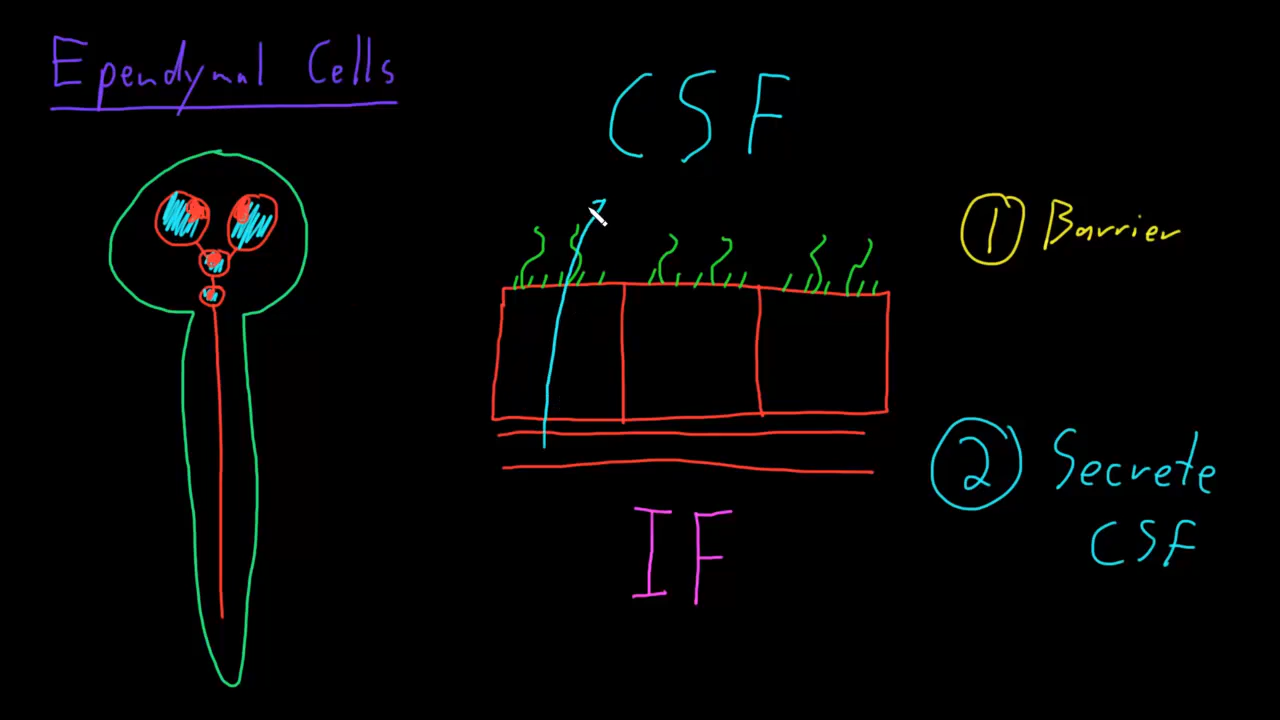 Ependymal Cells
CSF
1 Barrier
2 Secrete
CSF
IF